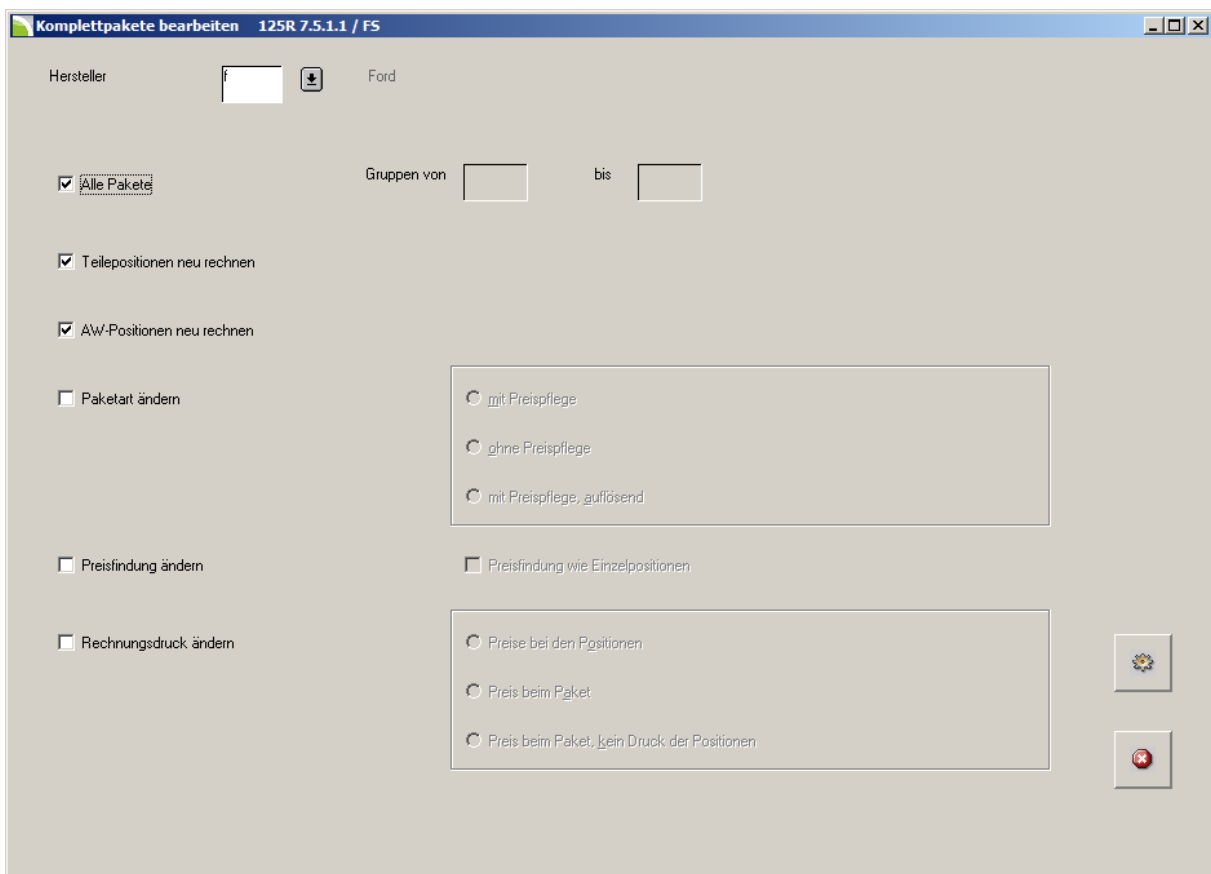 Komplettpakete bearbeiten 125R 7.5.1.1 / FS
Hersteller f Ford
Alle Pakete Gruppen von bis
Teilepositionen neu rechnen
AW-Positionen neu rechnen
Paketart ändern mit Preispflege
ohne Preispflege
mit Preispflege, auflösend
Preisfindung ändern Preisfindung wie Einzelpositionen
Rechnungsdruck ändern Preise bei den Positionen
Preis beim Paket
Preis beim Paket, kein Druck der Positionen